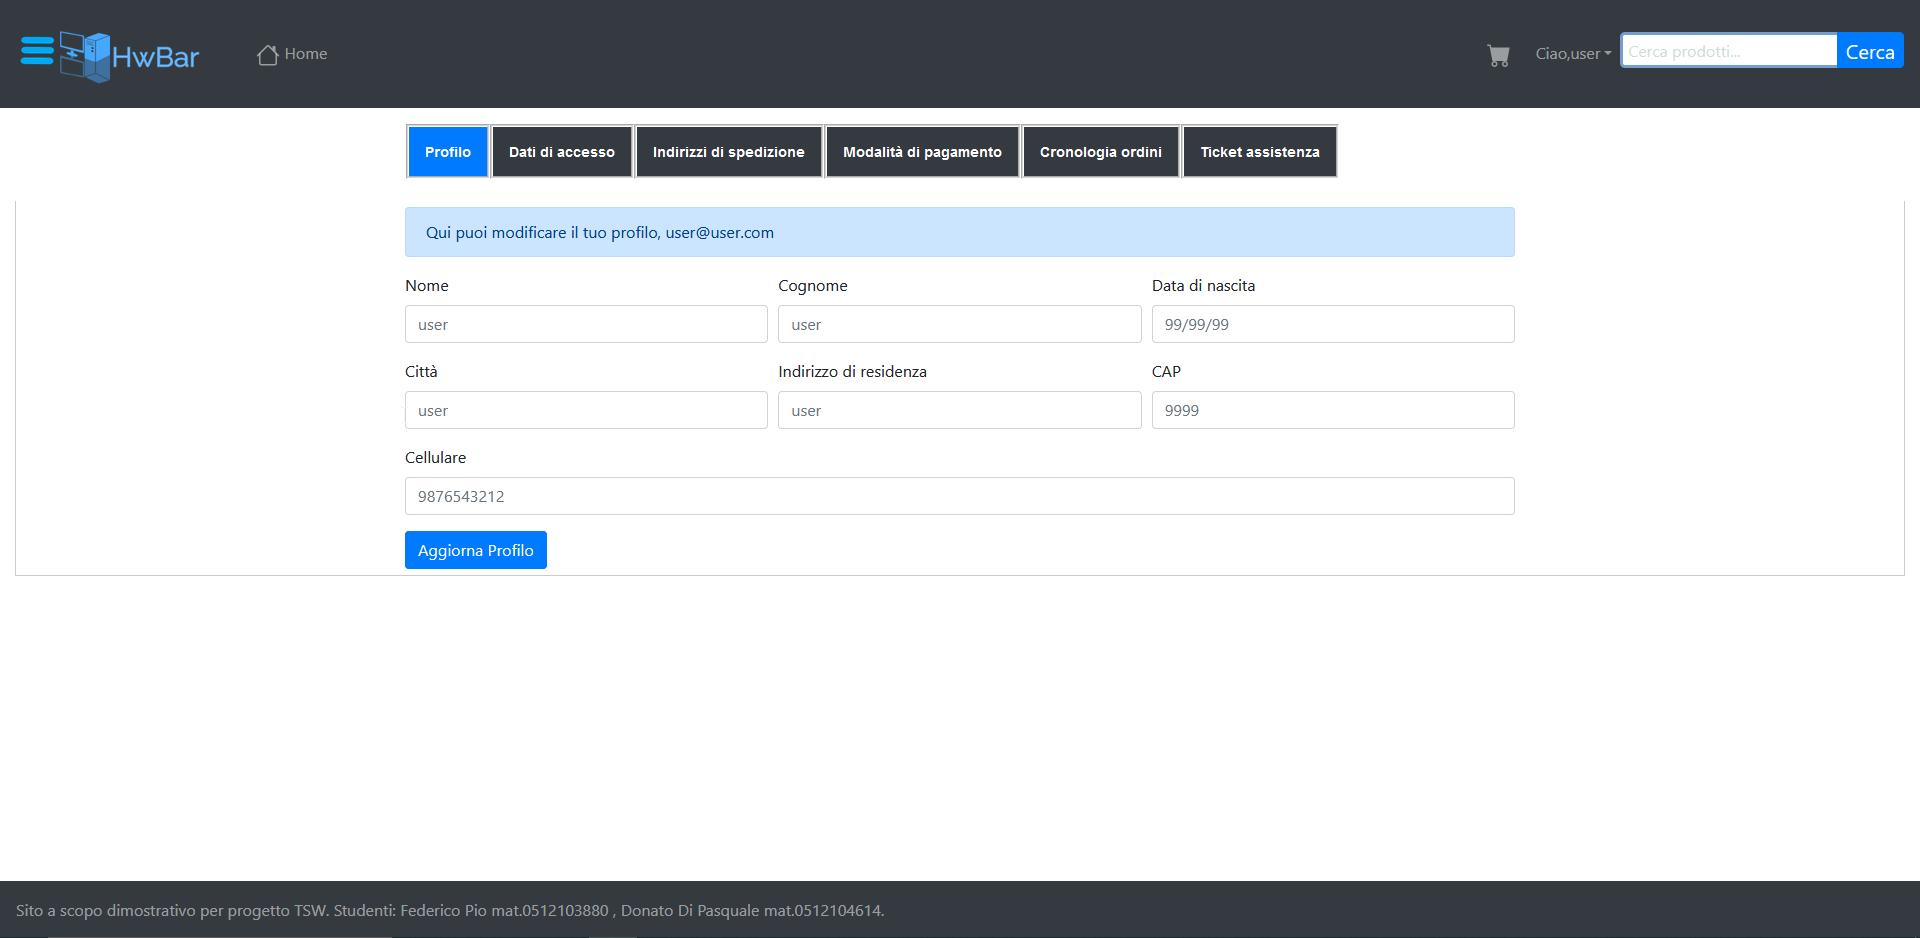 HwBar Home Ciao,user Cerca prodotti... Cerca
Profilo Dati di accesso Indirizzi di spedizione Modalità di pagamento Cronologia ordini Ticket assistenza
Qui puoi modificare il tuo profilo, user@user.com
Nome Cognome Data di nascita
user user 99/99/99
Città Indirizzo di residenza CAP
user user 9999
Cellulare
9876543212
Aggiorna Profilo
Sito a scopo dimostrativo per progetto TSW. Studenti: Federico Pio mat.0512103880 , Donato Di Pasquale mat.0512104614.